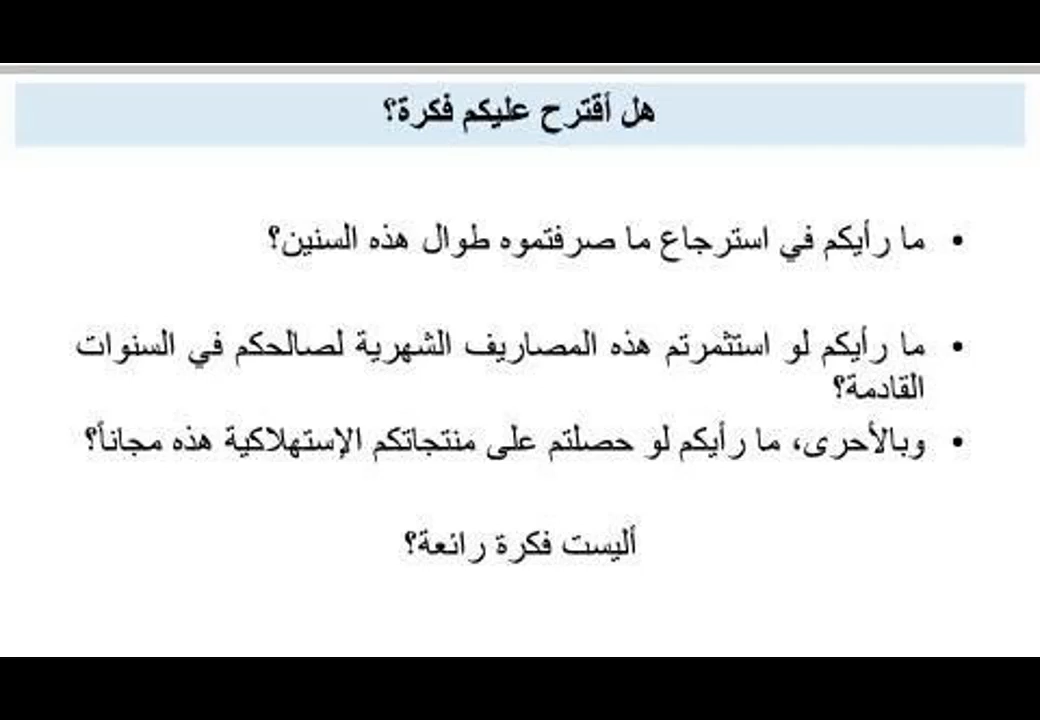 هل أقترح عليكم فكرة؟
• ما رأيكم في استرجاع ما صرفتموه طوال هذه السنين؟
• ما رأيكم لو استثمرتم هذه المصاريف الشهرية لصالحكم في السنوات
القادمة؟
• وبالأحرى، ما رأيكم لو حصلتم على منتجاتكم الإستهلاكية هذه مجاناً؟
أليست فكرة رائعة؟